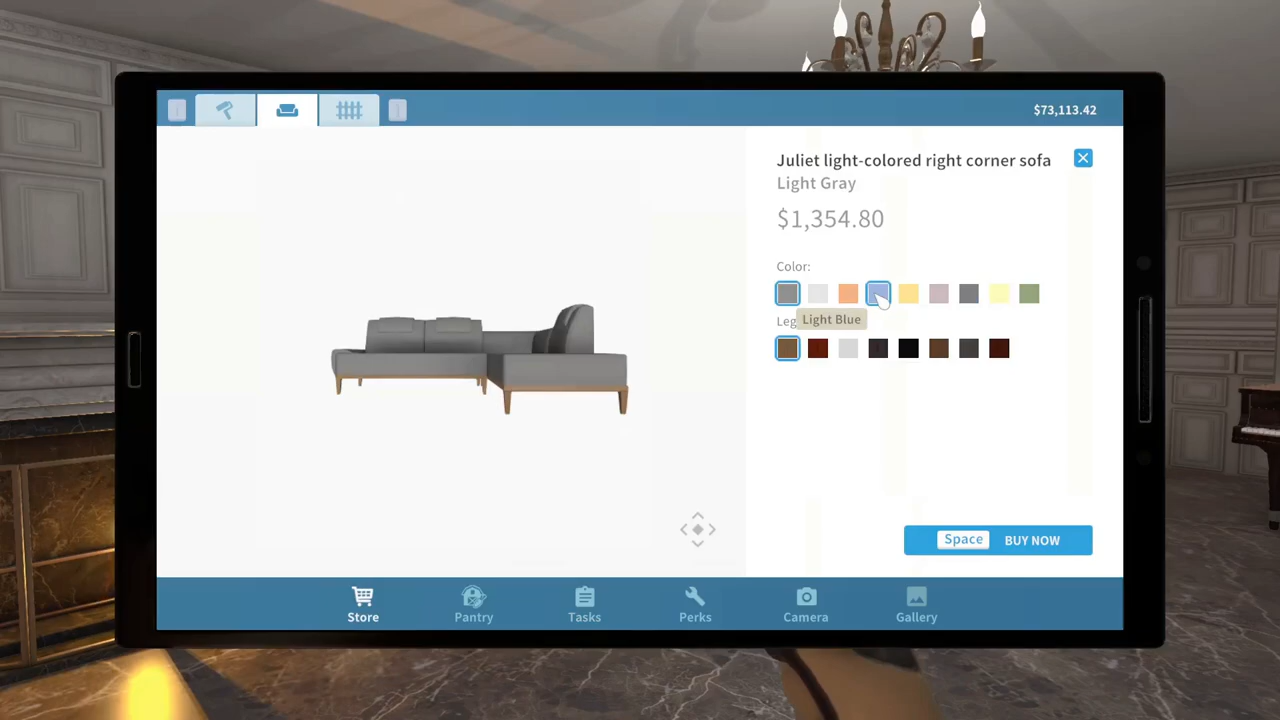 $73,113.42
Juliet light-colored right corner sofa
Light Gray
$1,354.80
Color:
Light Blue
Leg
Space BUY NOW
Store Pantry Tasks Perks Camera Gallery